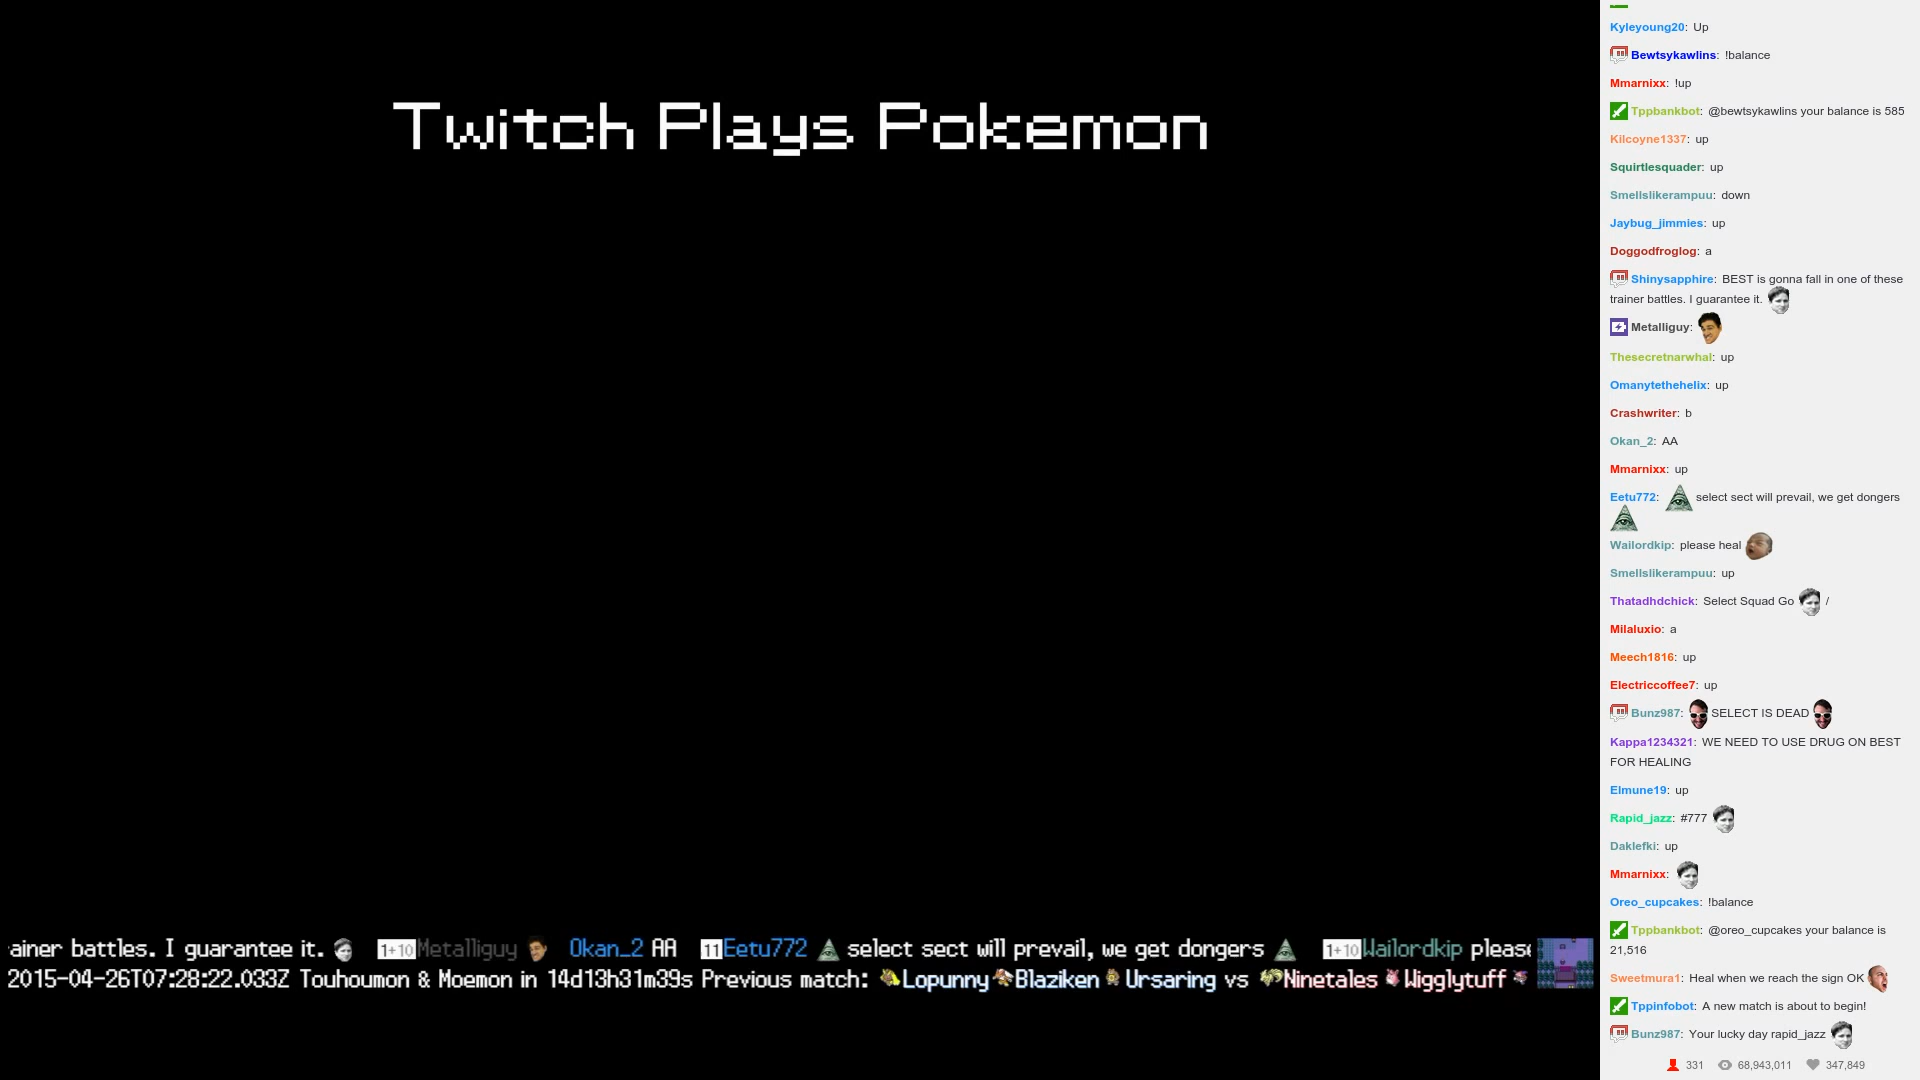 Twitch Plays Pokemon
ainer battles. I guarantee it. 1+10 Metalliguy Okan_2 AA 11 Eetu772 select sect will prevail, we get dongers 1+10 Wailordkip please
2015-04-26T07:28:22.033Z Touhoumon & Moemon in 14d13h31m39s Previous match: Lopunny Blaziken Ursaring vs Ninetales Wigglytuff
Kyleyoung20: Up
Bewtsykawlins: !balance
Mmarnixx: !up
Tppbankbot: @bewtsykawlins your balance is 585
Kilcoyne1337: up
Squirtlesquader: up
Smellslikerampuu: down
Jaybug_jimmies: up
Doggodfroglog: a
Shinysapphire: BEST is gonna fall in one of these
trainer battles. I guarantee it.
Metalliguy:
Thesecretnarwhal: up
Omanytethehelix: up
Crashwriter: b
Okan_2: AA
Mmarnixx: up
Eetu772: select sect will prevail, we get dongers
Wailordkip: please heal
Smellslikerampuu: up
Thatadhdchick: Select Squad Go /
Milaluxio: a
Meech1816: up
Electriccoffee7: up
Bunz987: SELECT IS DEAD
Kappa1234321: WE NEED TO USE DRUG ON BEST
FOR HEALING
Elmune19: up
Rapid_jazz: #777
Daklefki: up
Mmarnixx:
Oreo_cupcakes: !balance
Tppbankbot: @oreo_cupcakes your balance is
21,516
Sweetmura1: Heal when we reach the sign OK
Tppinfobot: A new match is about to begin!
Bunz987: Your lucky day rapid_jazz
331 68,943,011 347,849